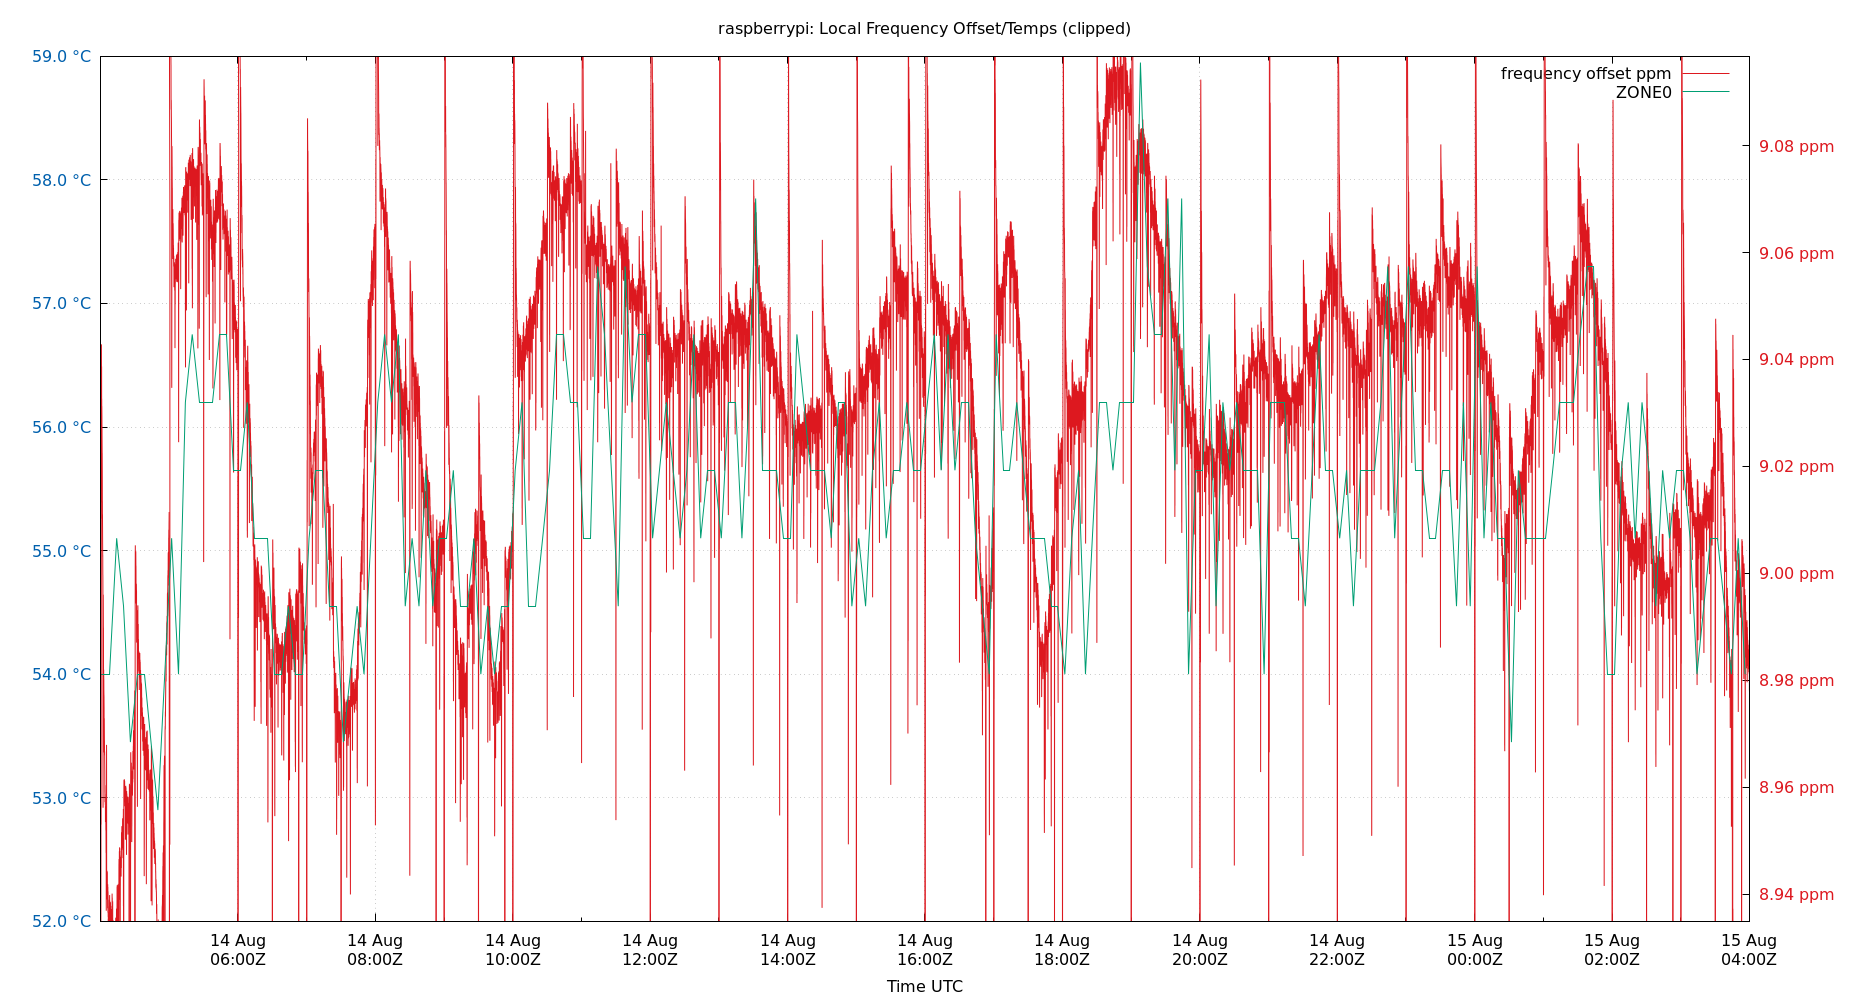 raspberrypi: Local Frequency Offset/Temps (clipped)
frequency offset ppm
ZONE0
59.0 °C
58.0 °C
57.0 °C
56.0 °C
55.0 °C
54.0 °C
53.0 °C
52.0 °C
9.08 ppm
9.06 ppm
9.04 ppm
9.02 ppm
9.00 ppm
8.98 ppm
8.96 ppm
8.94 ppm
14 Aug 14 Aug 14 Aug 14 Aug 14 Aug 14 Aug 14 Aug 14 Aug 14 Aug 15 Aug 15 Aug 15 Aug
06:00Z 08:00Z 10:00Z 12:00Z 14:00Z 16:00Z 18:00Z 20:00Z 22:00Z 00:00Z 02:00Z 04:00Z
Time UTC